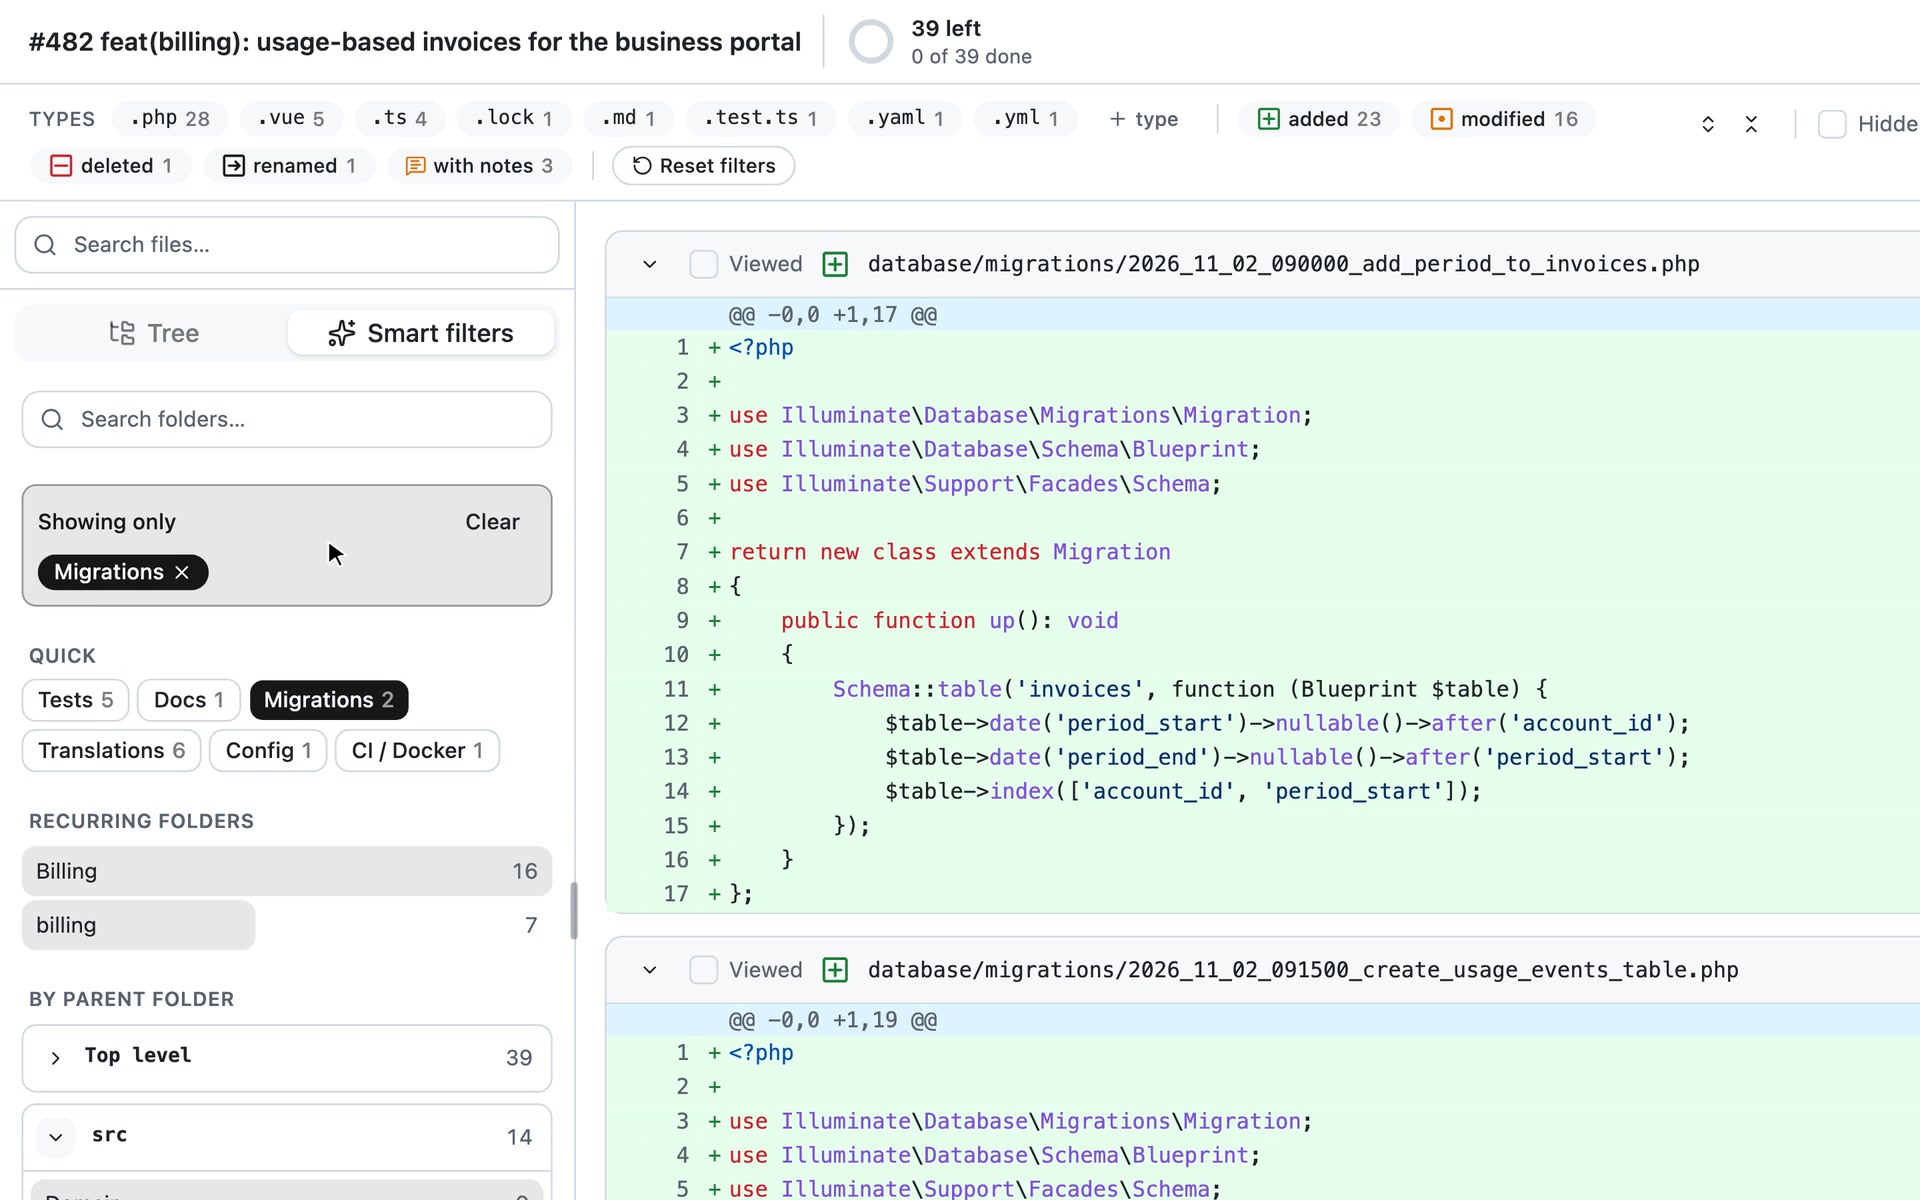 #482 feat(billing): usage-based invoices for the business portal
39 left
0 of 39 done
TYPES .php 28 .vue 5 .ts 4 .lock 1 .md 1 .test.ts 1 .yaml 1 .yml 1 + type added 23 modified 16 Hidde
deleted 1 renamed 1 with notes 3 Reset filters
Search files...
Tree Smart filters
Search folders...
Showing only Clear
Migrations ×
QUICK
Tests 5 Docs 1 Migrations 2
Translations 6 Config 1 CI / Docker 1
RECURRING FOLDERS
Billing 16
billing 7
BY PARENT FOLDER
Top level 39
src 14
Viewed database/migrations/2026_11_02_090000_add_period_to_invoices.php
@@ -0,0 +1,17 @@
1 +<?php
2 +
3 +use Illuminate\Database\Migrations\Migration;
4 +use Illuminate\Database\Schema\Blueprint;
5 +use Illuminate\Support\Facades\Schema;
6 +
7 +return new class extends Migration
8 +{
9 +    public function up(): void
10 +    {
11 +        Schema::table('invoices', function (Blueprint $table) {
12 +            $table->date('period_start')->nullable()->after('account_id');
13 +            $table->date('period_end')->nullable()->after('period_start');
14 +            $table->index(['account_id', 'period_start']);
15 +        });
16 +    }
17 +};
Viewed database/migrations/2026_11_02_091500_create_usage_events_table.php
@@ -0,0 +1,19 @@
1 +<?php
2 +
3 +use Illuminate\Database\Migrations\Migration;
4 +use Illuminate\Database\Schema\Blueprint;
5 +use Illuminate\Support\Facades\Schema;